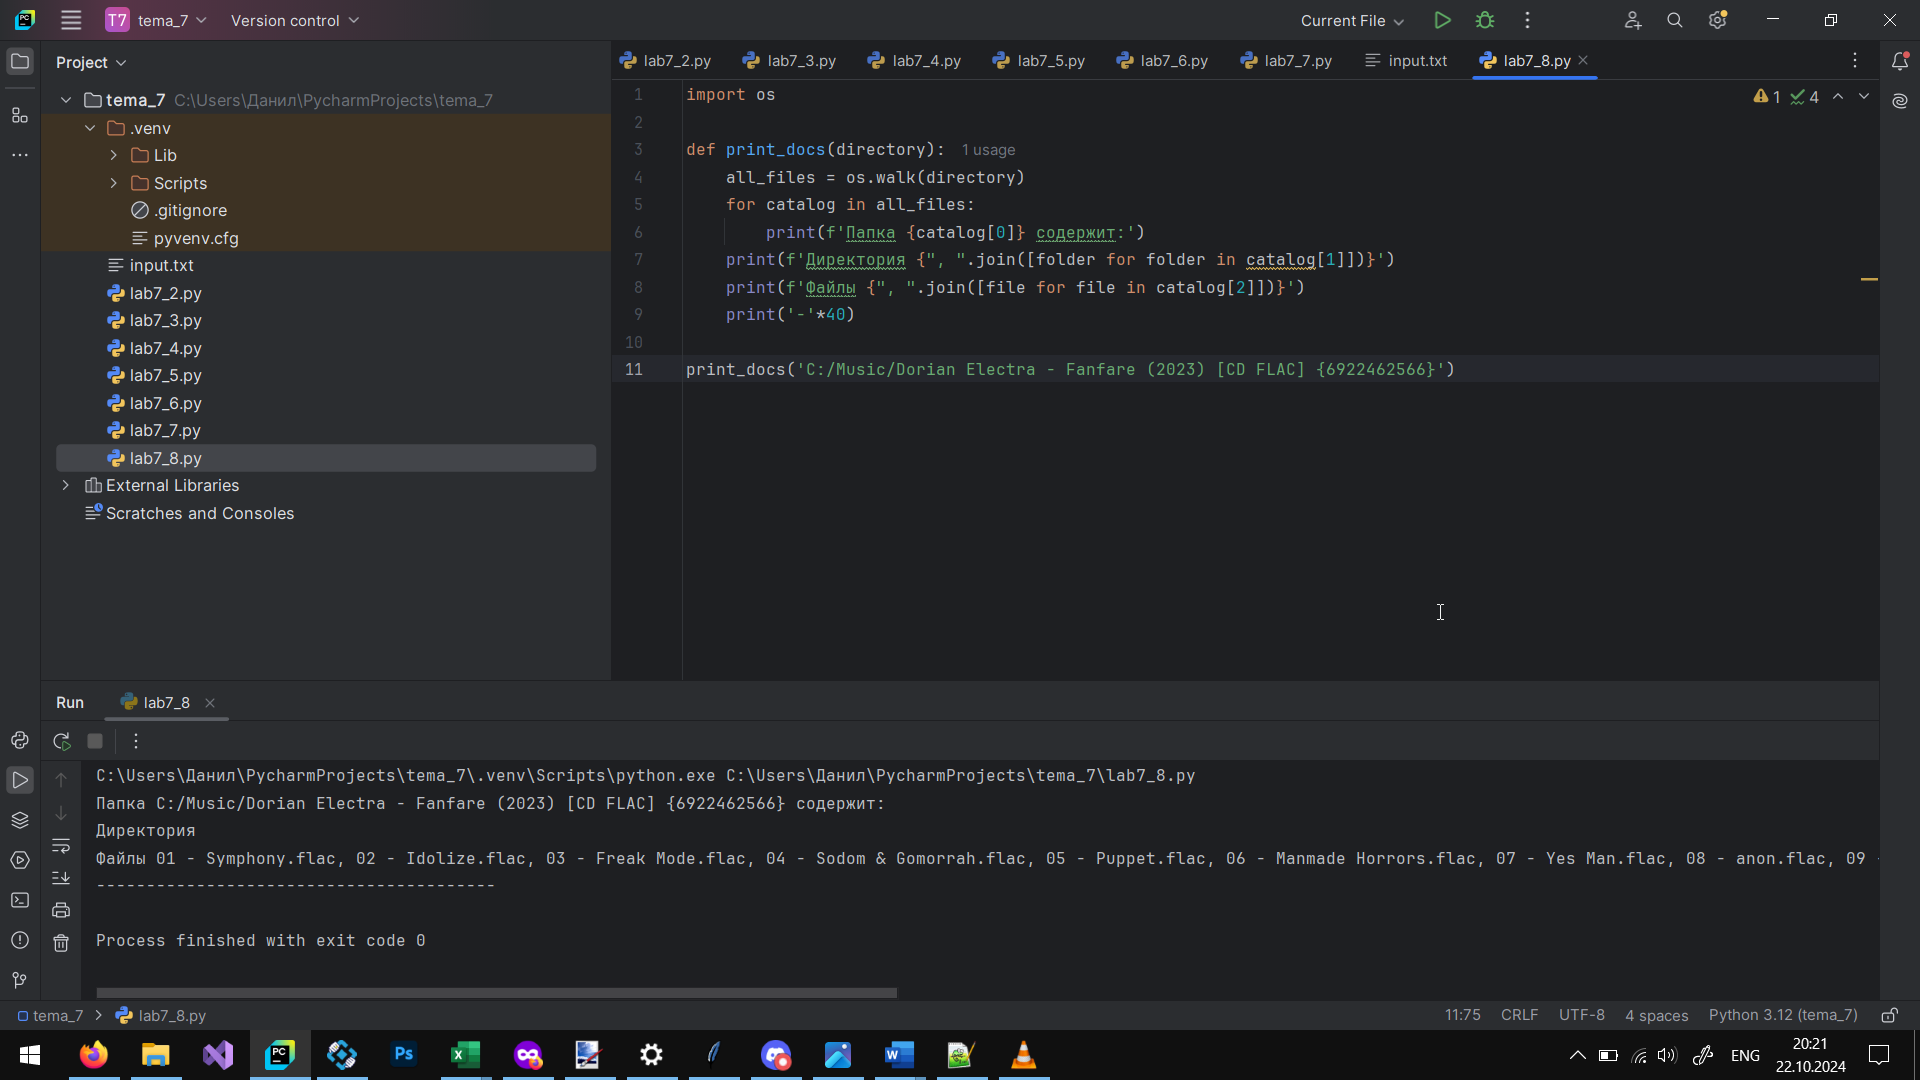 T7 tema_7 Version control Current File
Project
tema_7 C:\Users\Данил\PycharmProjects\tema_7
.venv
Lib
Scripts
.gitignore
pyvenv.cfg
input.txt
lab7_2.py
lab7_3.py
lab7_4.py
lab7_5.py
lab7_6.py
lab7_7.py
lab7_8.py
External Libraries
Scratches and Consoles
lab7_2.py lab7_3.py lab7_4.py lab7_5.py lab7_6.py lab7_7.py input.txt lab7_8.py
1 4
1 import os
2
3 def print_docs(directory): 1 usage
4 all_files = os.walk(directory)
5 for catalog in all_files:
6 print(f'Папка {catalog[0]} содержит:')
7 print(f'Директория {", ".join([folder for folder in catalog[1]])}')
8 print(f'Файлы {", ".join([file for file in catalog[2]])}')
9 print('-'*40)
10
11 print_docs('C:/Music/Dorian Electra - Fanfare (2023) [CD FLAC] {6922462566}')
Run lab7_8
C:\Users\Данил\PycharmProjects\tema_7\.venv\Scripts\python.exe C:\Users\Данил\PycharmProjects\tema_7\lab7_8.py
Папка C:/Music/Dorian Electra - Fanfare (2023) [CD FLAC] {6922462566} содержит:
Директория
Файлы 01 - Symphony.flac, 02 - Idolize.flac, 03 - Freak Mode.flac, 04 - Sodom & Gomorrah.flac, 05 - Puppet.flac, 06 - Manmade Horrors.flac, 07 - Yes Man.flac, 08 - anon.flac, 09 -
----------------------------------------
Process finished with exit code 0
tema_7 > lab7_8.py 11:75 CRLF UTF-8 4 spaces Python 3.12 (tema_7)
ENG
20:21
22.10.2024